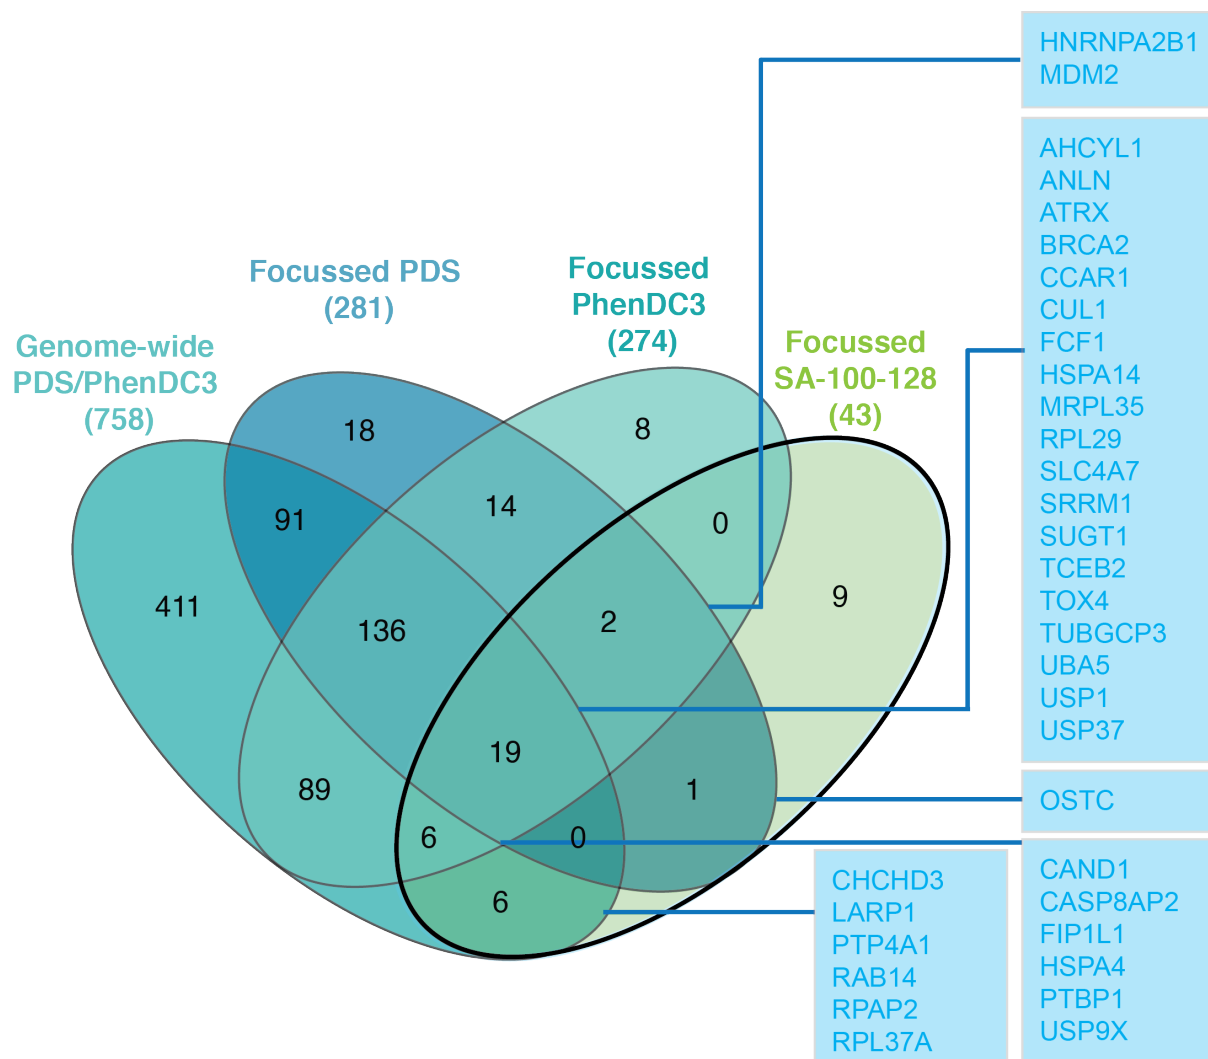 HNRNPA2B1
MDM2
AHCYL1
ANLN
ATRX
BRCA2
CCAR1
CUL1
FCF1
HSPA14
MRPL35
RPL29
SLC4A7
SRRM1
SUGT1
TCEB2
TOX4
TUBGCP3
UBA5
USP1
USP37
OSTC
CAND1
CASP8AP2
FIP1L1
HSPA4
PTBP1
USP9X
CHCHD3
LARP1
PTP4A1
RAB14
RPAP2
RPL37A
Genome-wide
PDS/PhenDC3
(758)
Focussed PDS
(281)
Focussed
PhenDC3
(274)
Focussed
SA-100-128
(43)
18
8
91
14
0
411
136
2
9
19
89
1
6
0
6